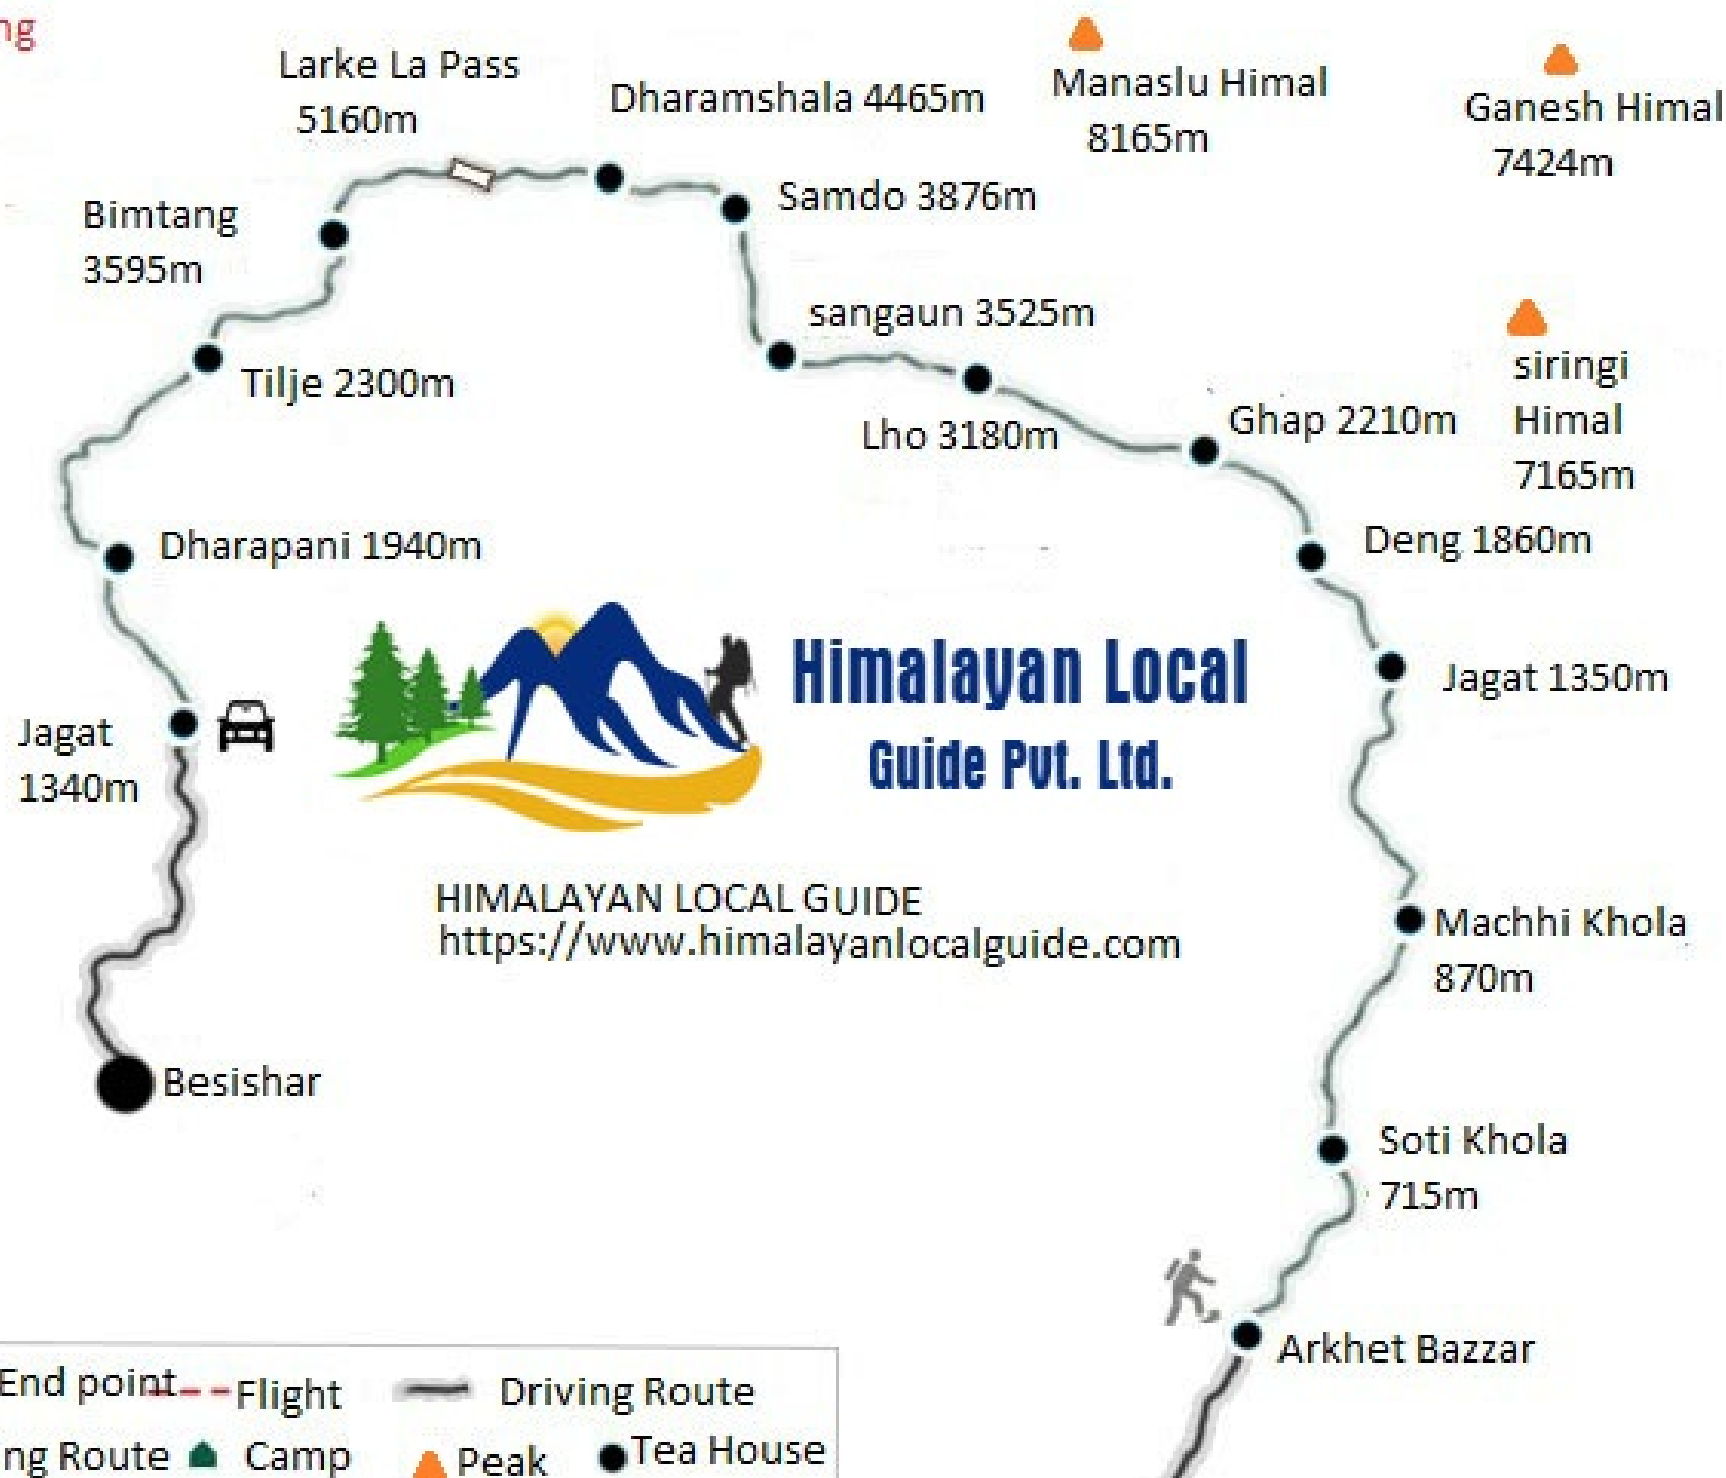 ng
Larke La Pass
5160m
Dharamshala 4465m
Manaslu Himal
8165m
Ganesh Himal
7424m
Bimtang
3595m
Samdo 3876m
sangaun 3525m
siringi
Himal
7165m
Tilje 2300m
Lho 3180m
Ghap 2210m
Dharapani 1940m
Deng 1860m
Jagat 1350m
Jagat
1340m
Himalayan Local
Guide Pvt. Ltd.
HIMALAYAN LOCAL GUIDE
https://www.himalayanlocalguide.com
Machhi Khola
870m
Besishar
Soti Khola
715m
Arkhet Bazzar
End point Flight Driving Route
ng Route Camp Peak Tea House